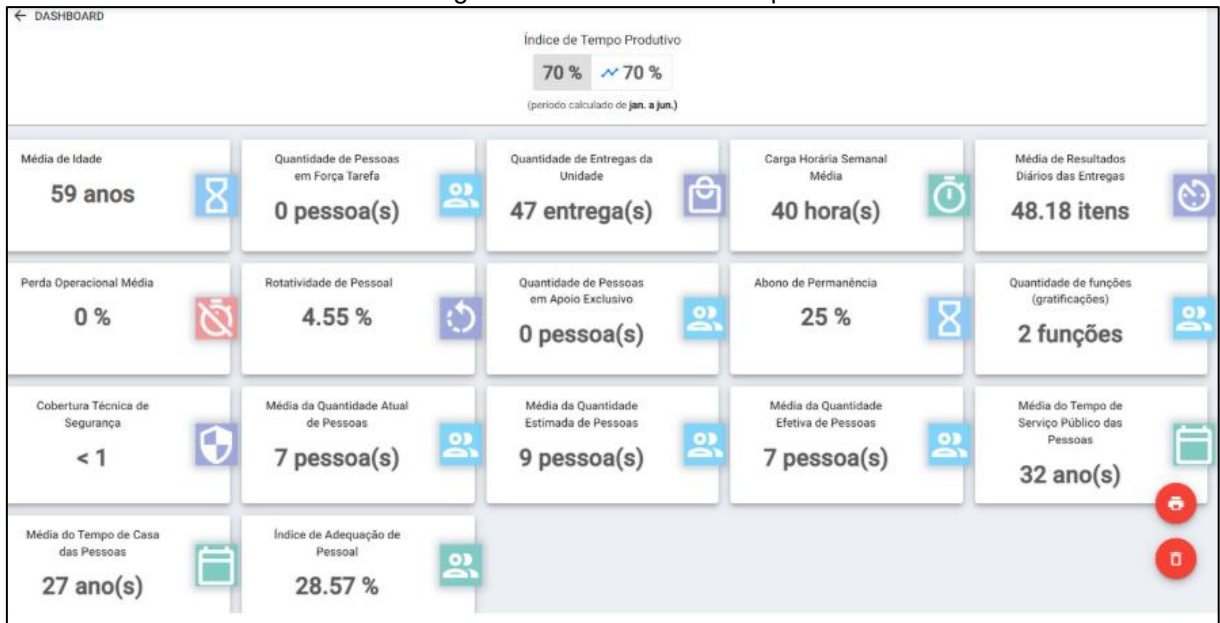 ← DASHBOARD
Índice de Tempo Produtivo
70 % 70 %
(período calculado de jan. a jun.)
Média de Idade
59 anos
Quantidade de Pessoas
em Força Tarefa
0 pessoa(s)
Quantidade de Entregas da
Unidade
47 entrega(s)
Carga Horária Semanal
Média
40 hora(s)
Média de Resultados
Diários das Entregas
48.18 itens
Perda Operacional Média
0 %
Rotatividade de Pessoal
4.55 %
Quantidade de Pessoas
em Apoio Exclusivo
0 pessoa(s)
Abono de Permanência
25 %
Quantidade de funções
(gratificações)
2 funções
Cobertura Técnica de
Segurança
< 1
Média da Quantidade Atual
de Pessoas
7 pessoa(s)
Média da Quantidade
Estimada de Pessoas
9 pessoa(s)
Média da Quantidade
Efetiva de Pessoas
7 pessoa(s)
Média do Tempo de
Serviço Público das
Pessoas
32 ano(s)
Média do Tempo de Casa
das Pessoas
27 ano(s)
Índice de Adequação de
Pessoal
28.57 %